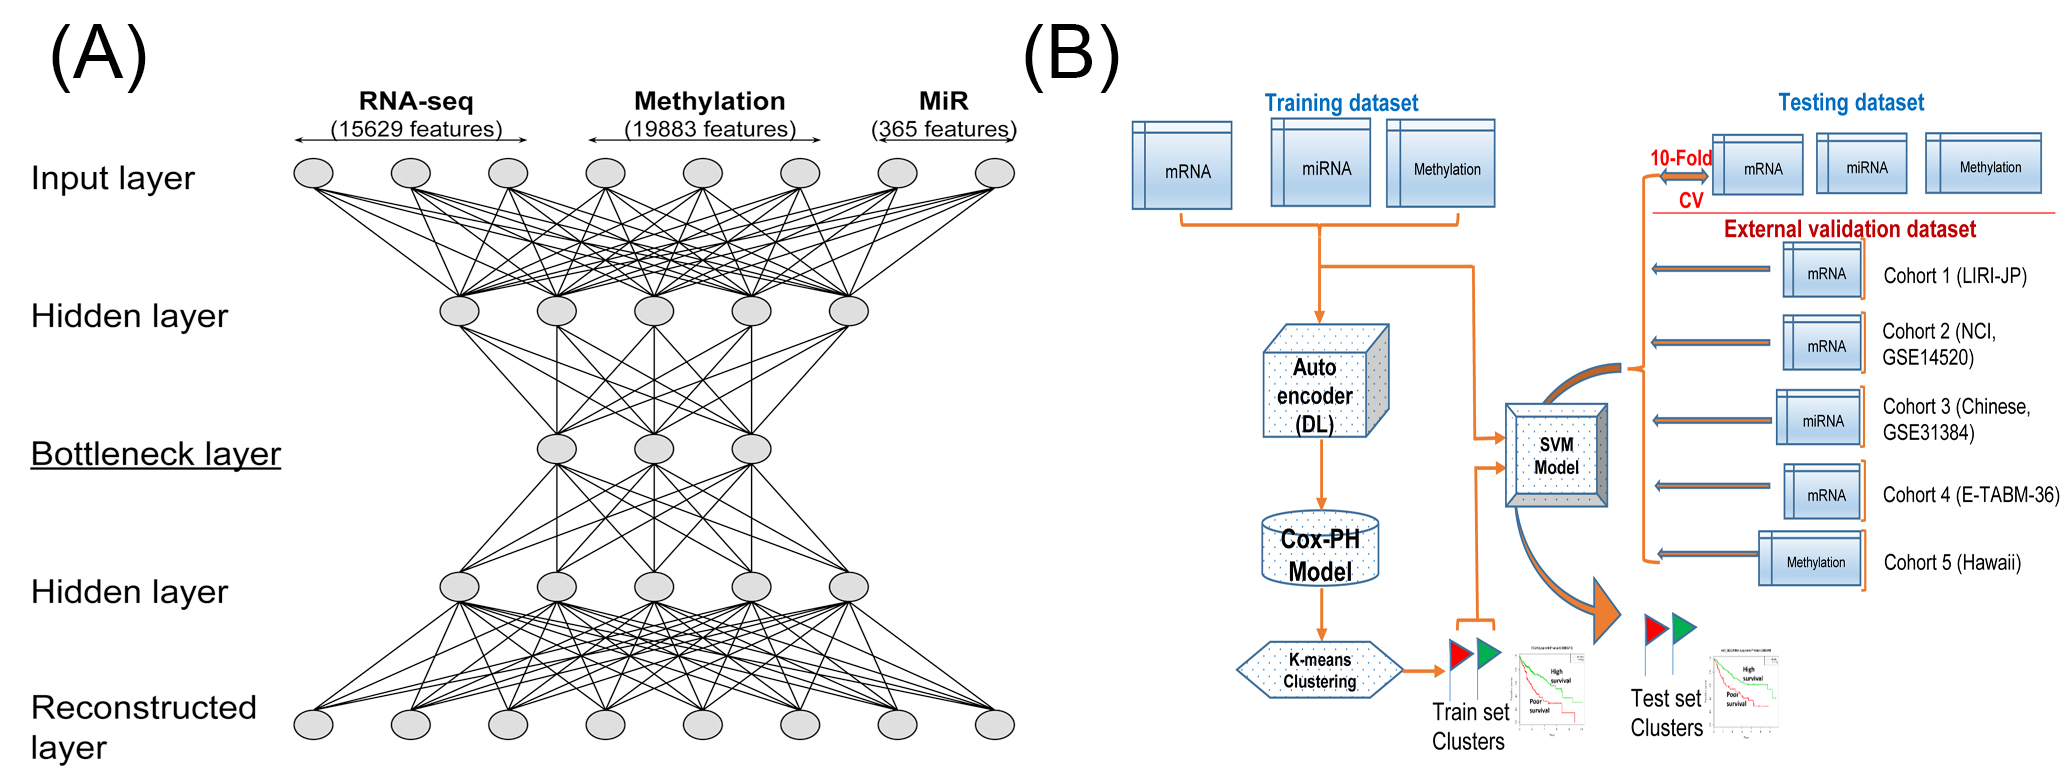 (A)
RNA-seq
(15629 features)
Methylation
(19883 features)
MiR
(365 features)
Input layer
Hidden layer
Bottleneck layer
Hidden layer
Reconstructed
layer
(B)
Training dataset
mRNA
miRNA
Methylation
Auto
encoder
(DL)
Cox-PH
Model
K-means
Clustering
Train set
Clusters
High
survival
Poor
survival
SVM
Model
Testing dataset
10-Fold
CV
mRNA
miRNA
Methylation
External validation dataset
mRNA
Cohort 1 (LIRI-JP)
mRNA
Cohort 2 (NCI,
GSE14520)
miRNA
Cohort 3 (Chinese,
GSE31384)
mRNA
Cohort 4 (E-TABM-36)
Methylation
Cohort 5 (Hawaii)
Test set
Clusters
High
survival
Poor
survival